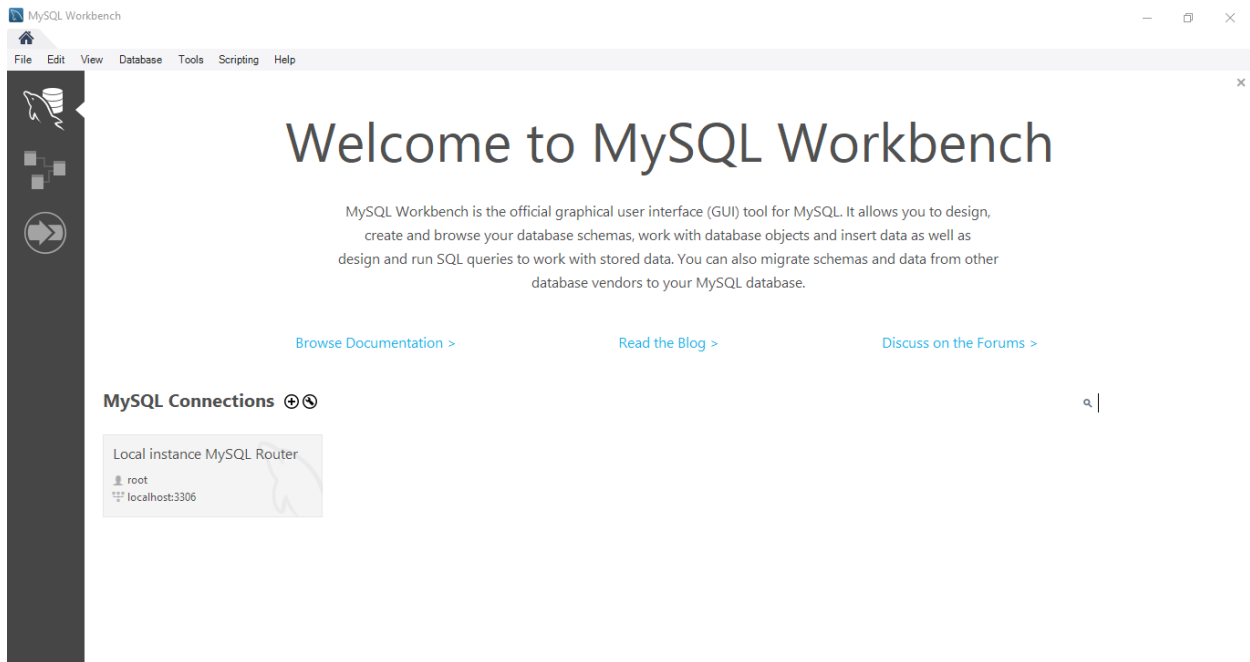 MySQL Workbench
File Edit View Database Tools Scripting Help
Welcome to MySQL Workbench
MySQL Workbench is the official graphical user interface (GUI) tool for MySQL. It allows you to design,
create and browse your database schemas, work with database objects and insert data as well as
design and run SQL queries to work with stored data. You can also migrate schemas and data from other
database vendors to your MySQL database.
Browse Documentation > Read the Blog > Discuss on the Forums >
MySQL Connections
Local instance MySQL Router
root
localhost:3306